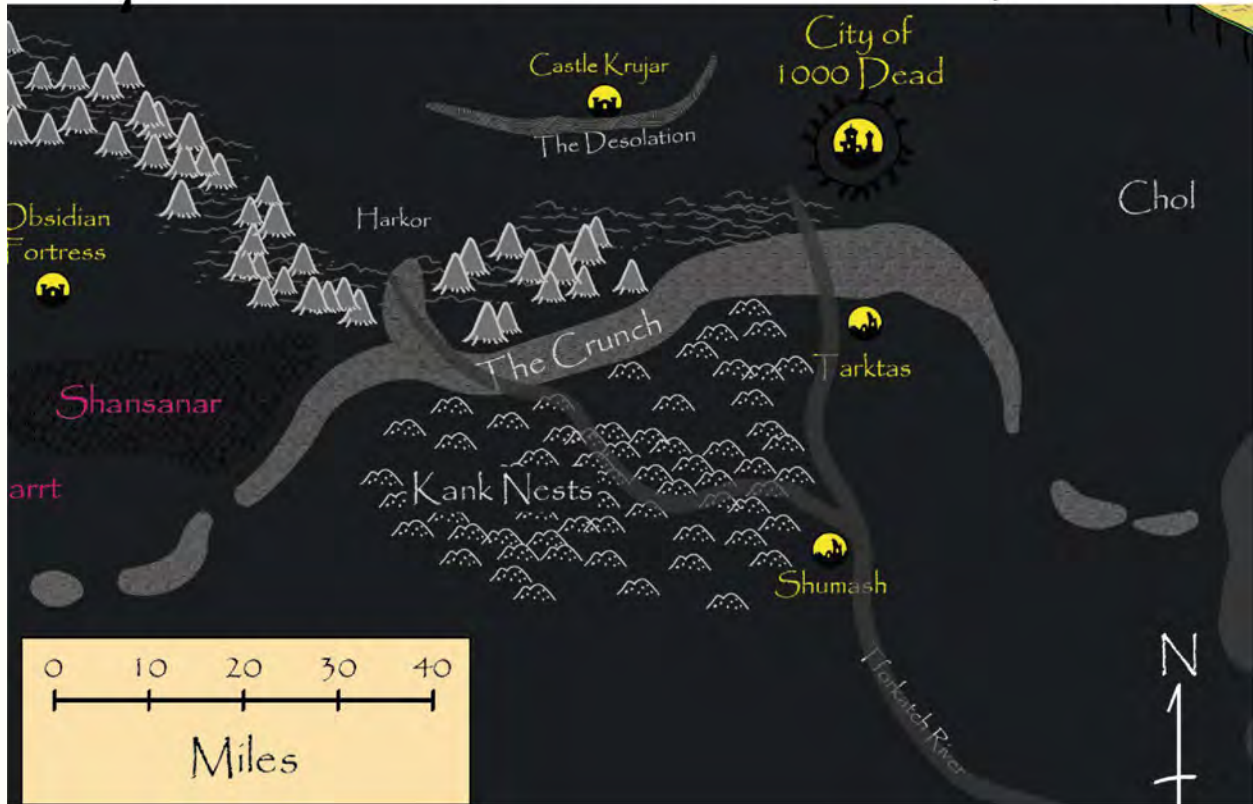 City of
1000 Dead
Castle Krujar
The Desolation
Chol
Harkor
Obsidian
Fortress
The Crunch
Tarktas
Shansanar
Kank Nests
arrt
Shumash
Thorkatch River
0 10 20 30 40
Miles
N